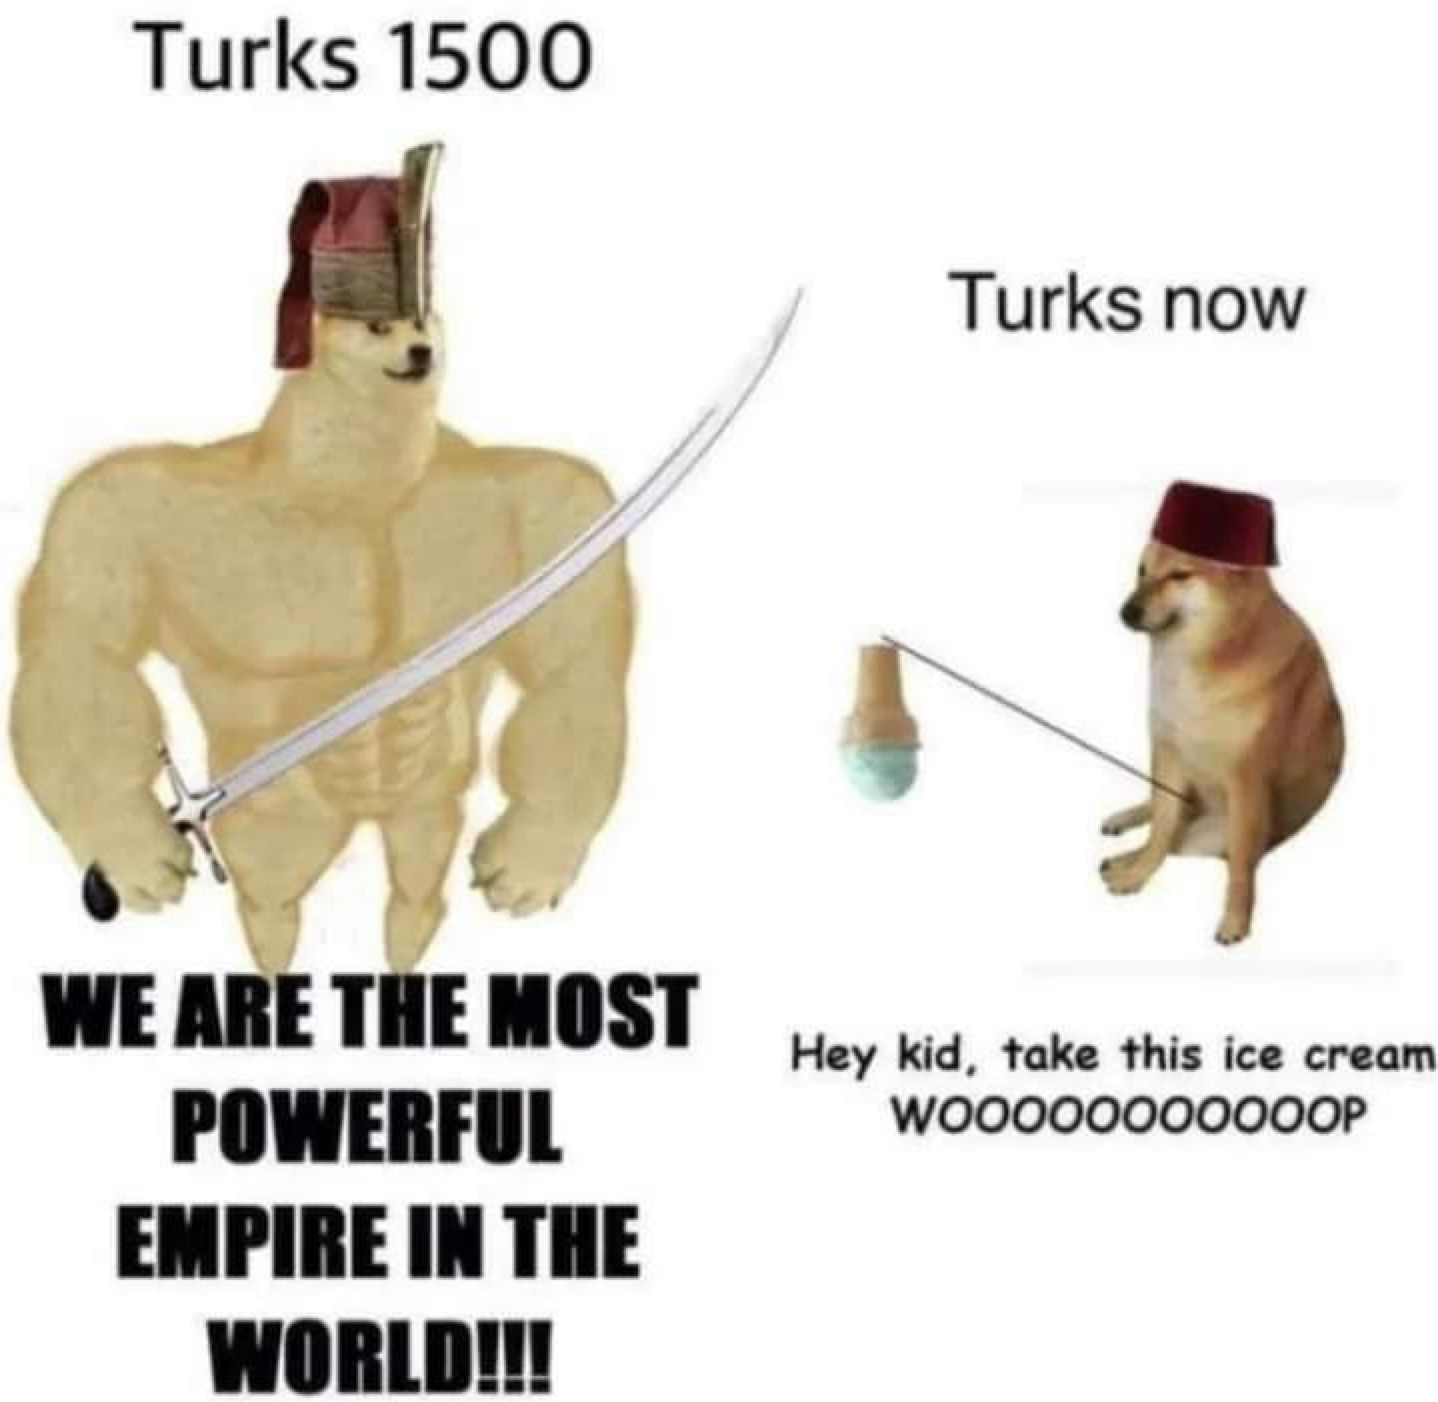 Turks 1500
WE ARE THE MOST
POWERFUL
EMPIRE IN THE
WORLD!!!
Turks now
Hey kid, take this ice cream
WOOOOOOOOOOOOP